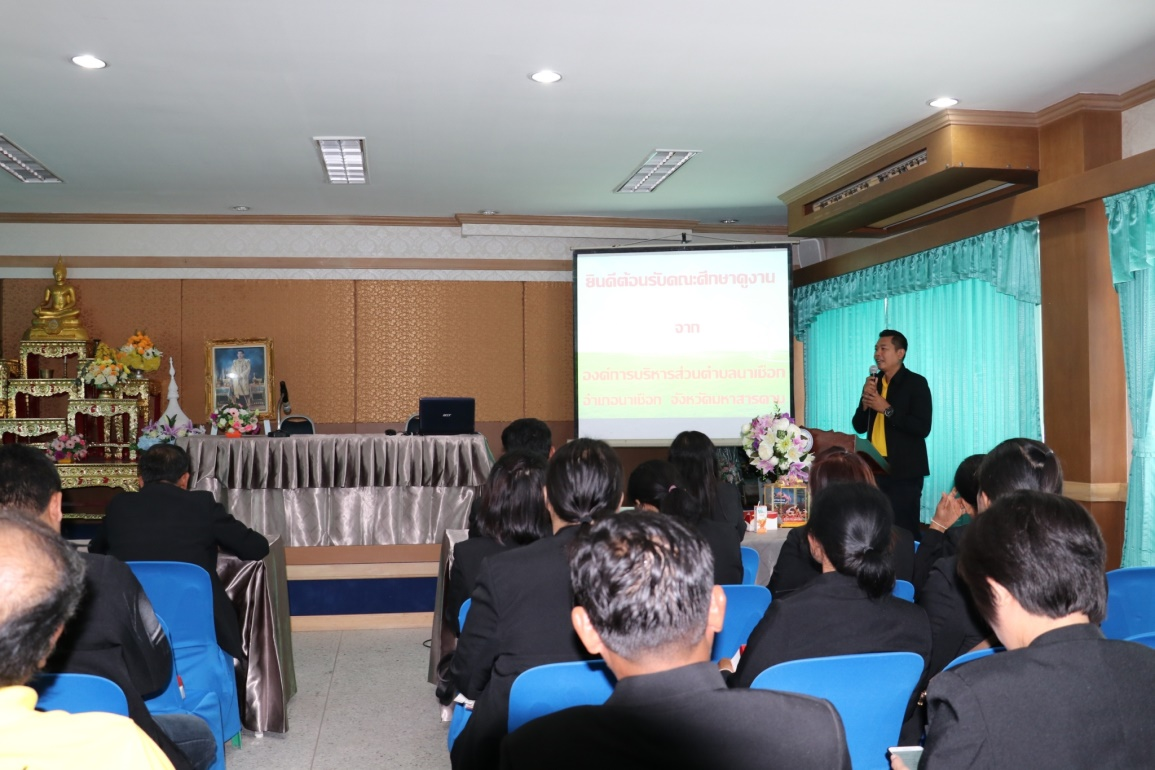 ยินดีต้อนรับคณะศึกษาดูงาน
จาก
องค์การบริหารส่วนตำบลนาเชือก
อำเภอนาเชือก จังหวัดมหาสารคาม
acer